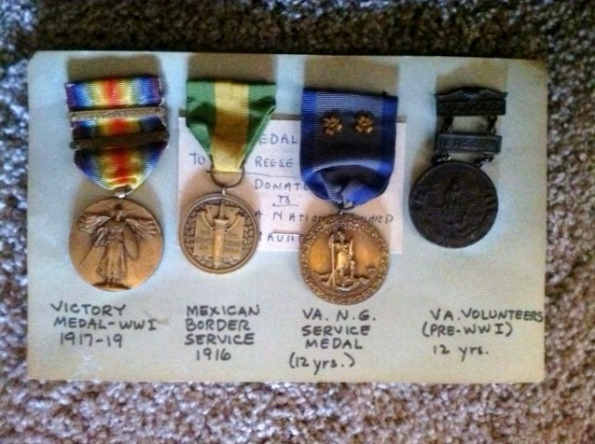 MEDAL
TO REESE
DONATE
TO
NATION GUARD
VICTORY
MEDAL-WWI
1917-19
MEXICAN
BORDER
SERVICE
1916
VA. N.G.
SERVICE
MEDAL
(12 yrs.)
VA. VOLUNTEERS
(PRE-WWI)
12 yrs.